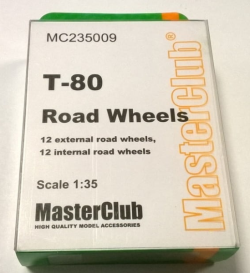 MC235009
MasterClub®
T-80
Road Wheels
12 external road wheels,
12 internal road wheels
Scale 1:35
MasterClub
HIGH QUALITY MODEL ACCESSORIES